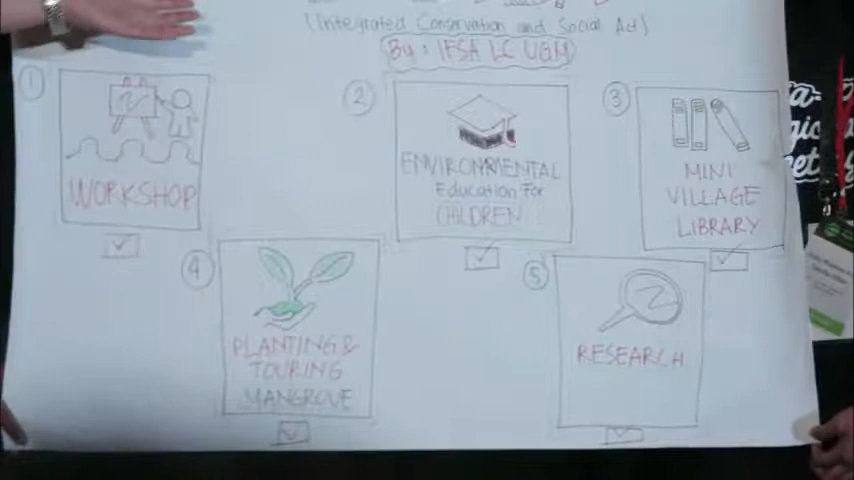 (Integrated Conservation and Social Act)
By : IFSA LC UGM
1
WORKSHOP
2
ENVIRONMENTAL
Education For
CHILDREN
3
MINI
VILLAGE
LIBRARY
4
PLANTING &
TOURING
MANGROVE
5
RESEARCH